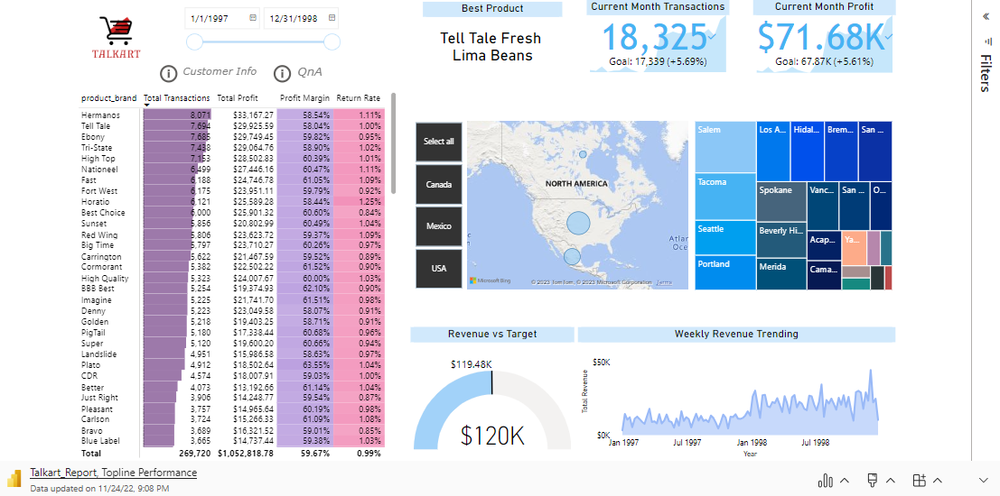 TALKART
1/1/1997
12/31/1998
Customer Info
QnA
Best Product
Tell Tale Fresh
Lima Beans
Current Month Transactions
18,325
Goal: 17,339 (+5.69%)
Current Month Profit
$71.68K
Goal: 67.87K (+5.61%)
Filters
product_brand Total Transactions Total Profit Profit Margin Return Rate
Hermanos 8,071 $33,167.27 58.54% 1.11%
Tell Tale 7,694 $29,925.59 58.04% 1.00%
Ebony 7,685 $29,749.45 59.82% 0.95%
Tri-State 7,438 $29,064.76 58.90% 1.02%
High Top 7,153 $28,502.83 60.39% 1.01%
Nationeel 6,499 $27,446.16 60.47% 1.11%
Fast 6,188 $24,746.78 61.05% 1.09%
Fort West 6,175 $23,951.11 59.79% 0.92%
Horatio 6,121 $25,589.28 58.44% 1.25%
Best Choice 6,000 $25,901.32 60.60% 0.84%
Sunset 5,856 $20,802.99 60.49% 1.04%
Red Wing 5,806 $23,623.72 59.37% 1.09%
Big Time 5,797 $23,710.27 60.26% 0.97%
Carrington 5,622 $21,467.59 59.52% 0.89%
Cormorant 5,382 $22,502.22 61.52% 0.90%
High Quality 5,323 $24,007.67 60.00% 1.03%
BBB Best 5,254 $19,374.93 62.10% 0.90%
Imagine 5,225 $21,741.70 61.51% 0.98%
Denny 5,223 $23,049.58 58.07% 0.91%
Golden 5,218 $19,403.25 58.71% 0.91%
PigTail 5,180 $17,338.44 60.68% 0.96%
Super 5,120 $19,600.20 60.66% 0.94%
Landslide 4,951 $15,986.58 58.63% 0.97%
Plato 4,912 $18,502.64 63.55% 1.04%
CDR 4,574 $18,007.91 59.03% 1.00%
Better 4,073 $13,192.66 61.14% 1.04%
Just Right 3,906 $14,248.77 59.54% 0.87%
Pleasant 3,757 $14,965.64 60.19% 0.98%
Carlson 3,724 $15,266.33 61.09% 1.08%
Bravo 3,689 $16,321.52 59.01% 0.85%
Blue Label 3,665 $14,737.44 59.38% 1.03%
Total 269,720 $1,052,818.78 59.67% 0.99%
Select all
Canada
Mexico
USA
NORTH AMERICA
Atlar
Oce
Microsoft Bing
© 2023 TomTom, © 2023 Microsoft Corporation Terms
Salem
Tacoma
Seattle
Portland
Los A...
Hidal...
Brem...
San ...
Spokane
Vanc...
San ...
O...
Beverly Hi...
Acap...
Ya...
Merida
Cama...
Revenue vs Target
$119.48K
$120K
Weekly Revenue Trending
Total Revenue
$50K
$0K
Jan 1997
Jul 1997
Jan 1998
Jul 1998
Year
Talkart_Report, Topline Performance
Data updated on 11/24/22, 9:08 PM